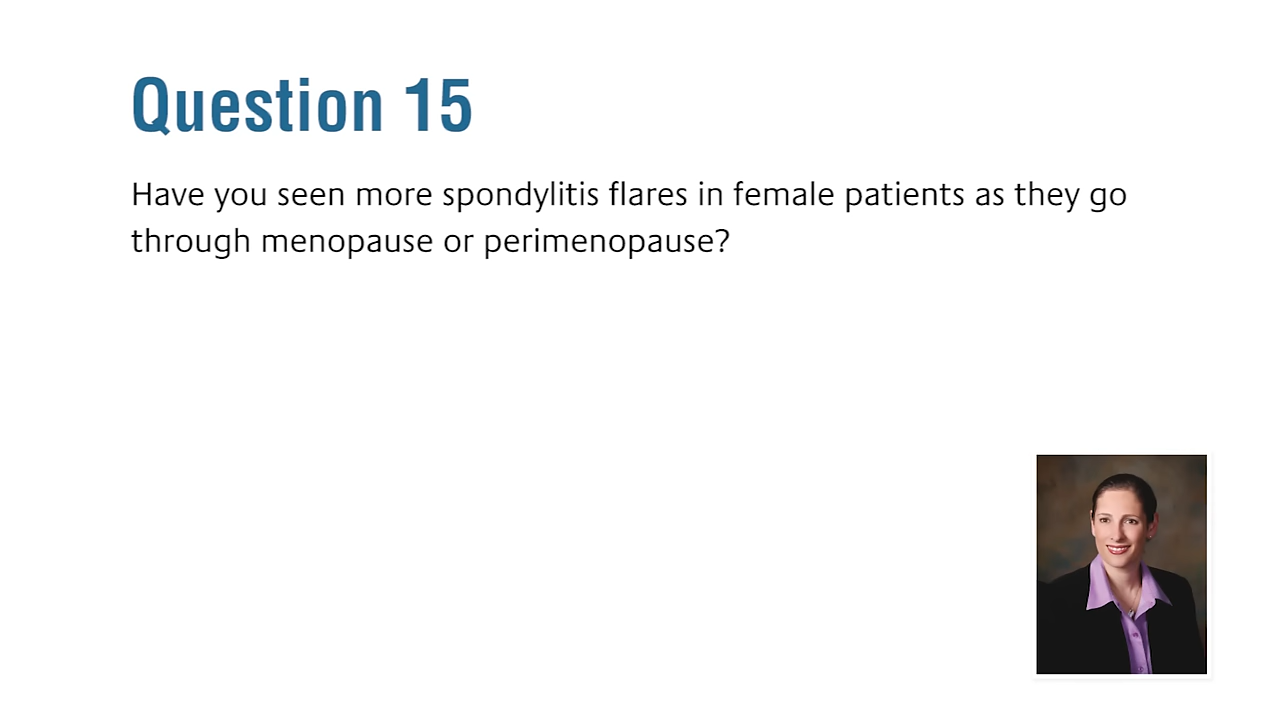 Question 15
Have you seen more spondylitis flares in female patients as they go
through menopause or perimenopause?